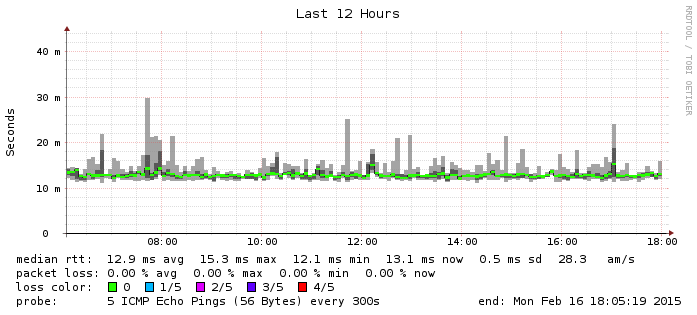 Last 12 Hours
RRDTOOL / TOBI OETIKER
Seconds
40 m
30 m
20 m
10 m
0
08:00 10:00 12:00 14:00 16:00 18:00
median rtt: 12.9 ms avg 15.3 ms max 12.1 ms min 13.1 ms now 0.5 ms sd 28.3 am/s
packet loss: 0.00 % avg 0.00 % max 0.00 % min 0.00 % now
loss color: 0 1/5 2/5 3/5 4/5
probe: 5 ICMP Echo Pings (56 Bytes) every 300s end: Mon Feb 16 18:05:19 2015